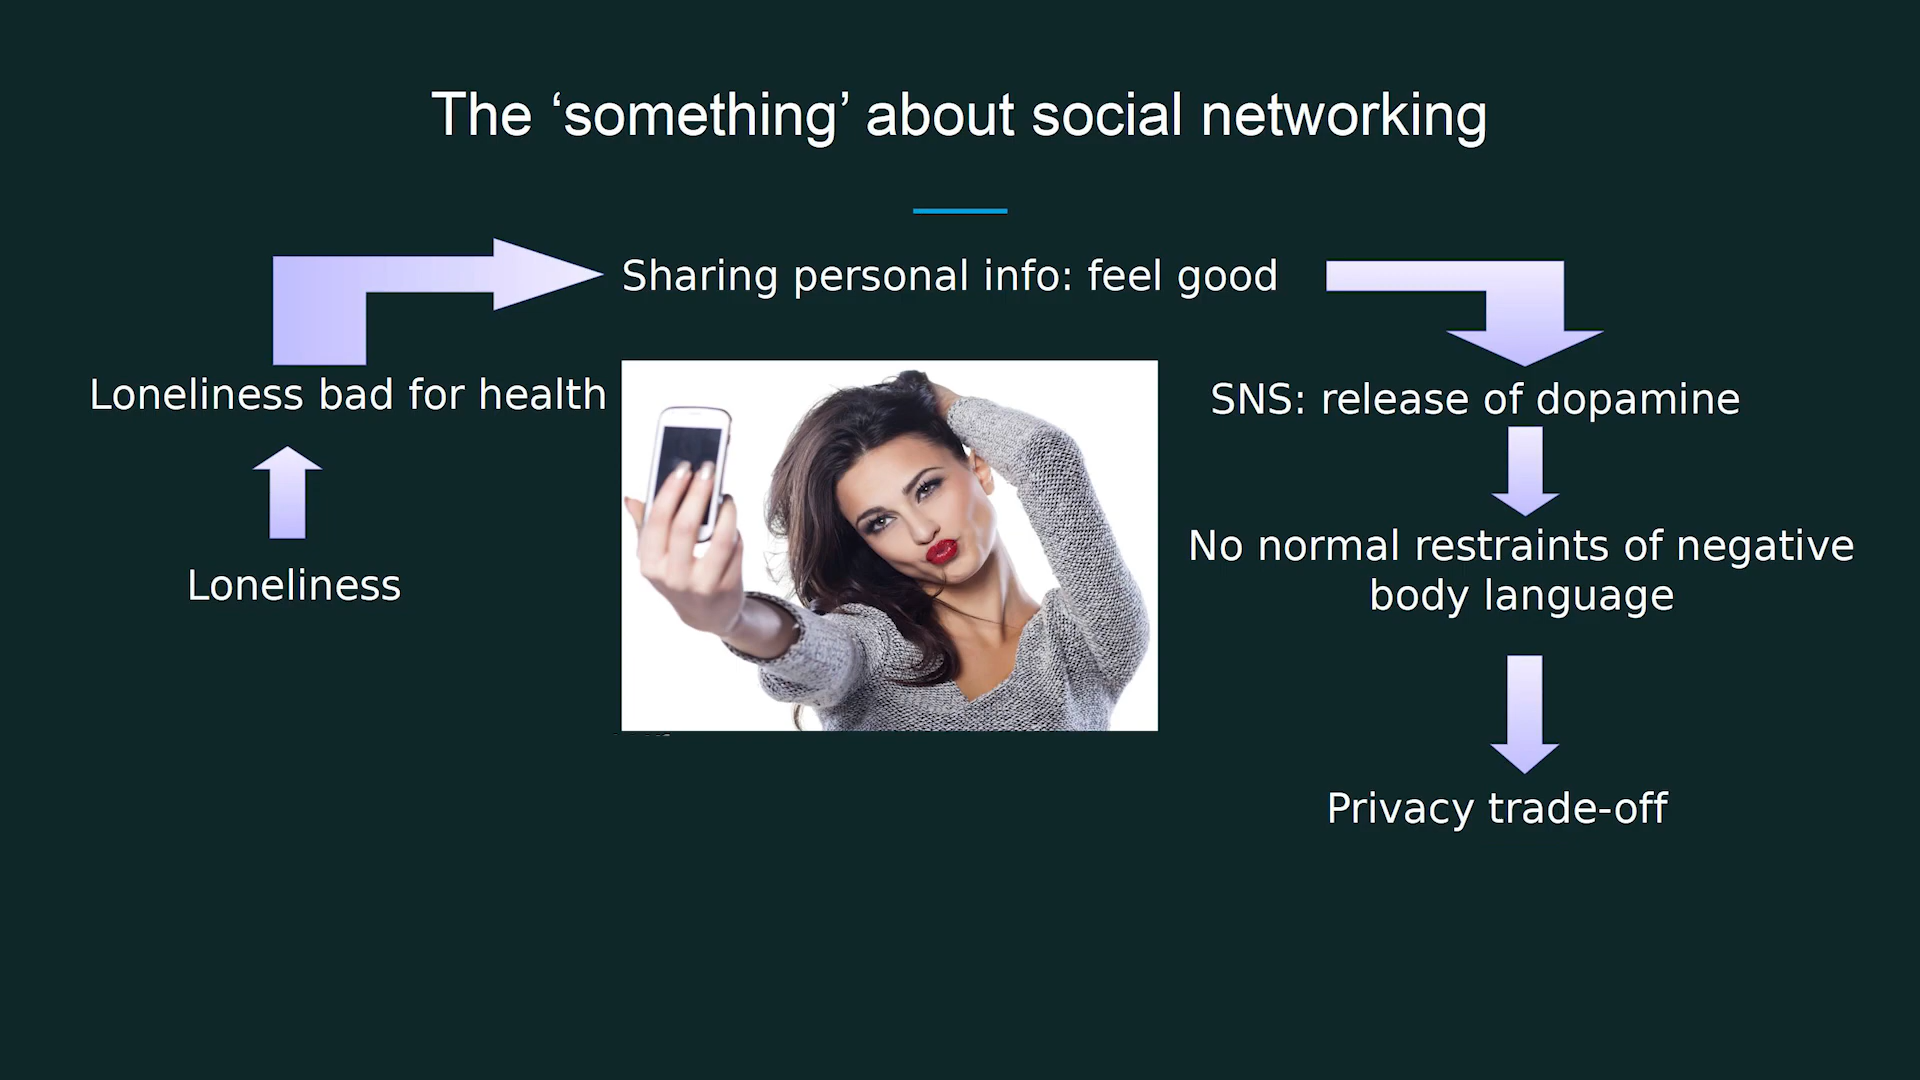 The ‘something’ about social networking
Sharing personal info: feel good
Loneliness bad for health
SNS: release of dopamine
Loneliness
No normal restraints of negative
body language
Privacy trade-off